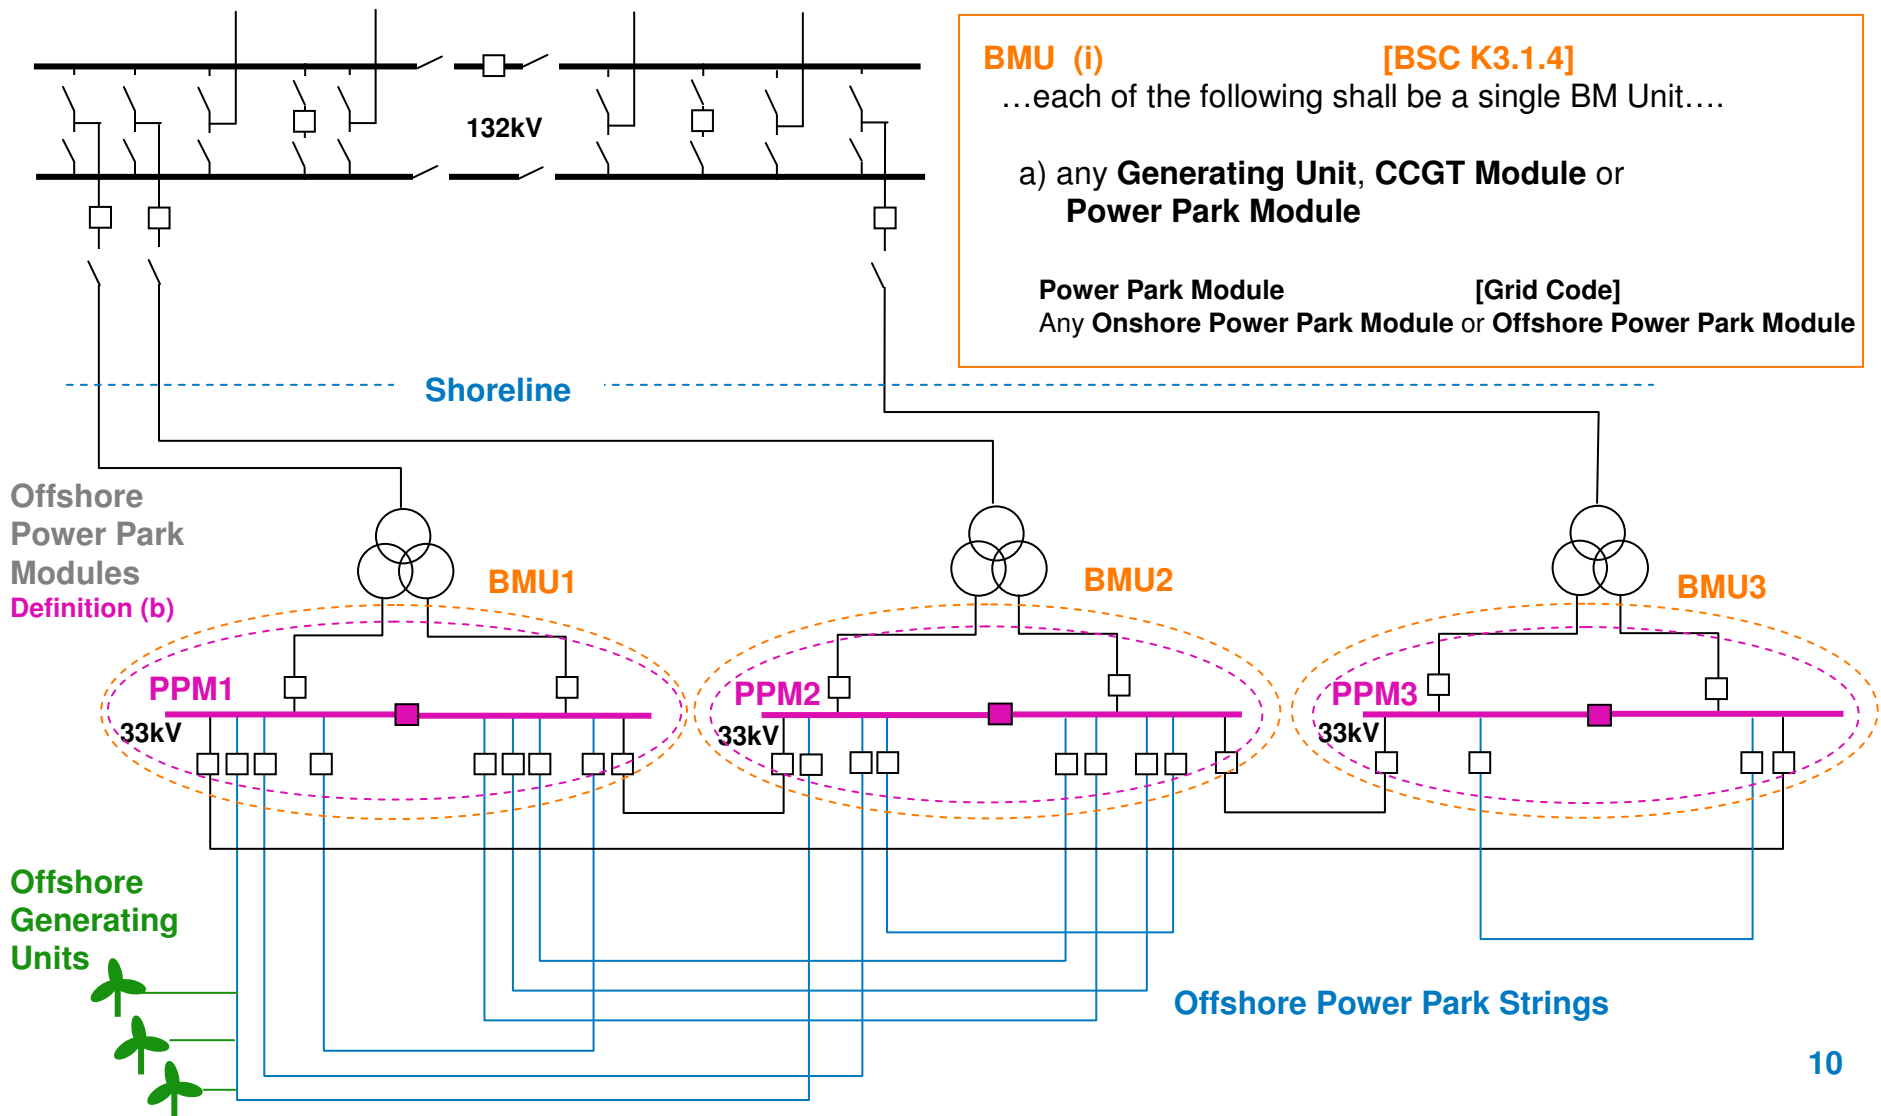 BMU (i) [BSC K3.1.4]
…each of the following shall be a single BM Unit….
a) any Generating Unit, CCGT Module or
Power Park Module
Power Park Module [Grid Code]
Any Onshore Power Park Module or Offshore Power Park Module
132kV
Shoreline
Offshore
Power Park
Modules
Definition (b)
BMU1
BMU2
BMU3
PPM1
PPM2
PPM3
33kV
33kV
33kV
Offshore
Generating
Units
Offshore Power Park Strings
10